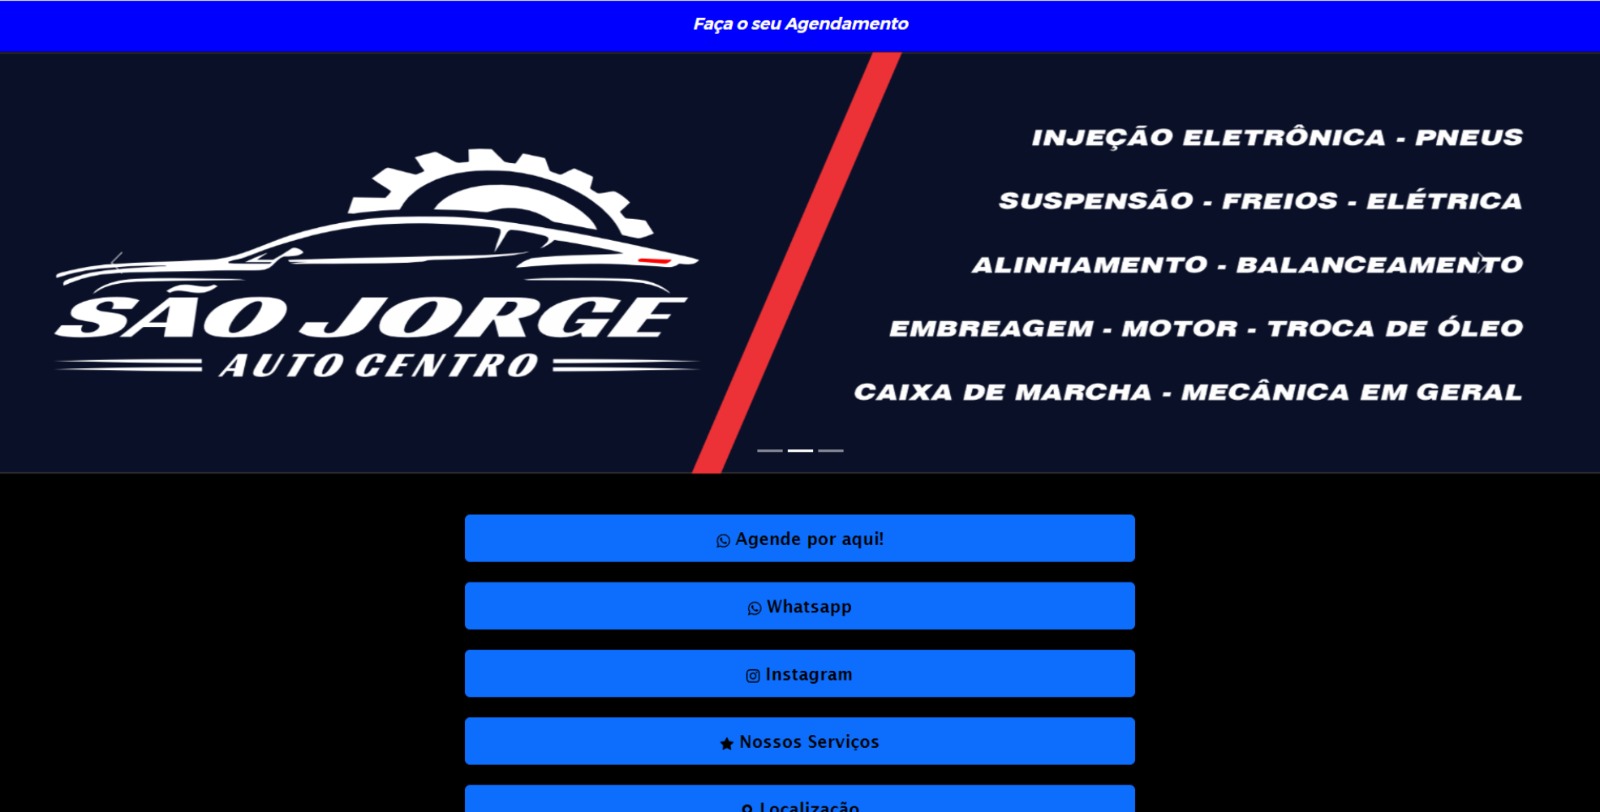 Faça o seu Agendamento
SÃO JORGE
AUTO CENTRO
INJEÇÃO ELETRÔNICA - PNEUS
SUSPENSÃO - FREIOS - ELÉTRICA
ALINHAMENTO - BALANCEAMENTO
EMBREAGEM - MOTOR - TROCA DE ÓLEO
CAIXA DE MARCHA - MECÂNICA EM GERAL
Agende por aqui!
Whatsapp
Instagram
Nossos Serviços
Localização